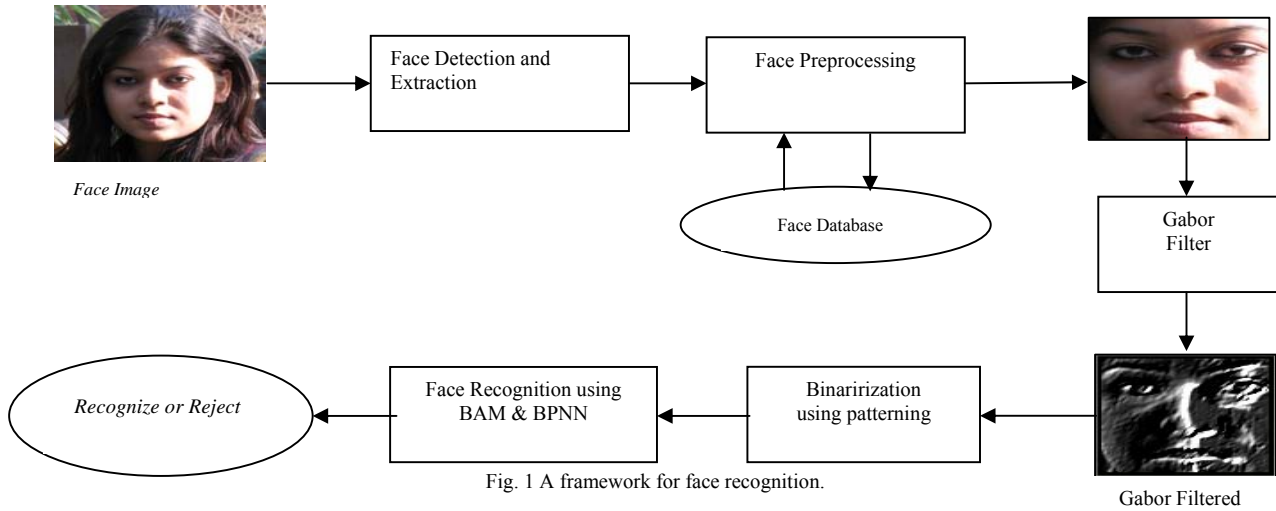 Face Detection and
Extraction
Face Preprocessing
Face Image
Face Database
Gabor
Filter
Recognize or Reject
Face Recognition using
BAM & BPNN
Binarirization
using patterning
Fig. 1 A framework for face recognition.
Gabor Filtered